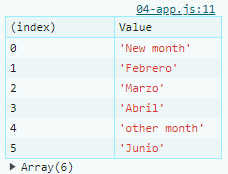 04-app.js:11
(index) Value
0 'New month'
1 'Febrero'
2 'Marzo'
3 'Abril'
4 'other month'
5 'Junio'
▶ Array(6)